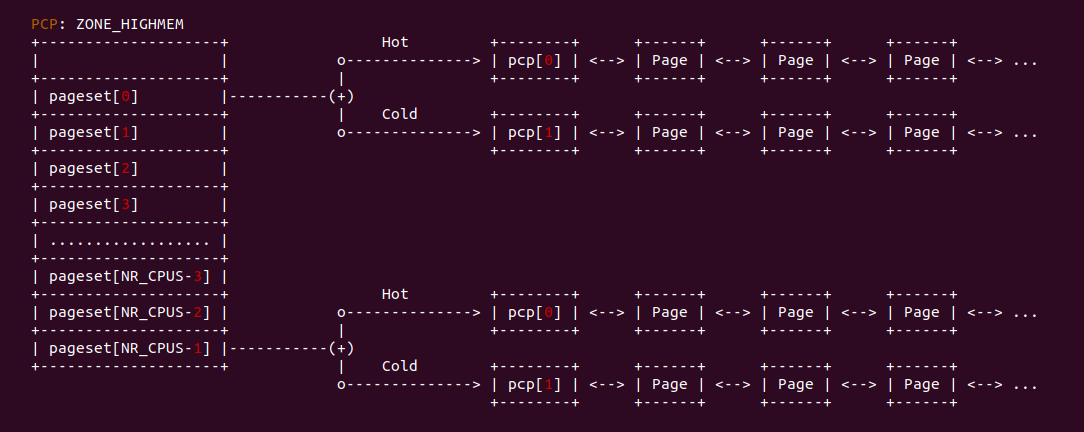 PCP: ZONE_HIGHMEM
+--------------------+                 Hot         +--------+      +------+      +------+      +------+
|                    |            o--------------> | pcp[0] | <--> | Page | <--> | Page | <--> | Page | <--> ...
+--------------------+            |                +--------+      +------+      +------+      +------+
| pageset[0]         |-----------(+)
+--------------------+            |    Cold        +--------+      +------+      +------+      +------+
| pageset[1]         |            o--------------> | pcp[1] | <--> | Page | <--> | Page | <--> | Page | <--> ...
+--------------------+                             +--------+      +------+      +------+      +------+
| pageset[2]         |
+--------------------+
| pageset[3]         |
+--------------------+
| .................. |
+--------------------+
| pageset[NR_CPUS-3] |
+--------------------+                 Hot         +--------+      +------+      +------+      +------+
| pageset[NR_CPUS-2] |            o--------------> | pcp[0] | <--> | Page | <--> | Page | <--> | Page | <--> ...
+--------------------+            |                +--------+      +------+      +------+      +------+
| pageset[NR_CPUS-1] |-----------(+)
+--------------------+            |    Cold        +--------+      +------+      +------+      +------+
                                  o--------------> | pcp[1] | <--> | Page | <--> | Page | <--> | Page | <--> ...
                                                   +--------+      +------+      +------+      +------+